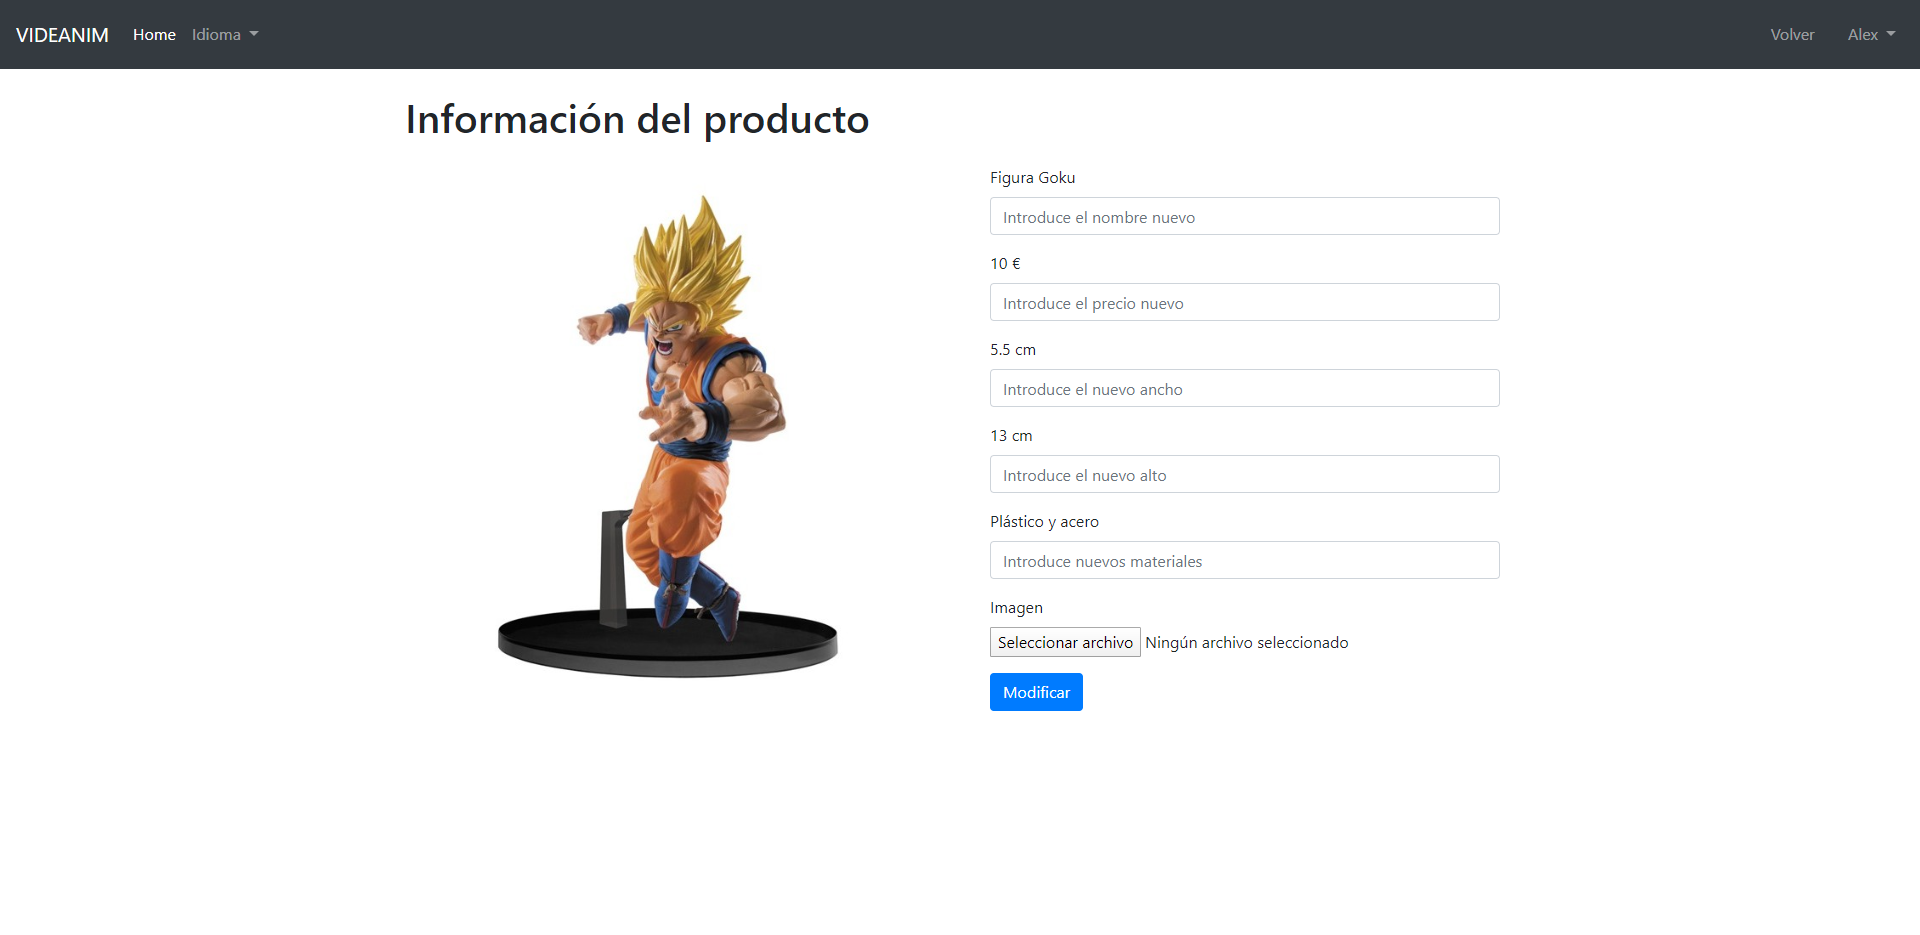 VIDEANIM Home Idioma Volver Alex
Información del producto
Figura Goku
Introduce el nombre nuevo
10 €
Introduce el precio nuevo
5.5 cm
Introduce el nuevo ancho
13 cm
Introduce el nuevo alto
Plástico y acero
Introduce nuevos materiales
Imagen
Seleccionar archivo Ningún archivo seleccionado
Modificar